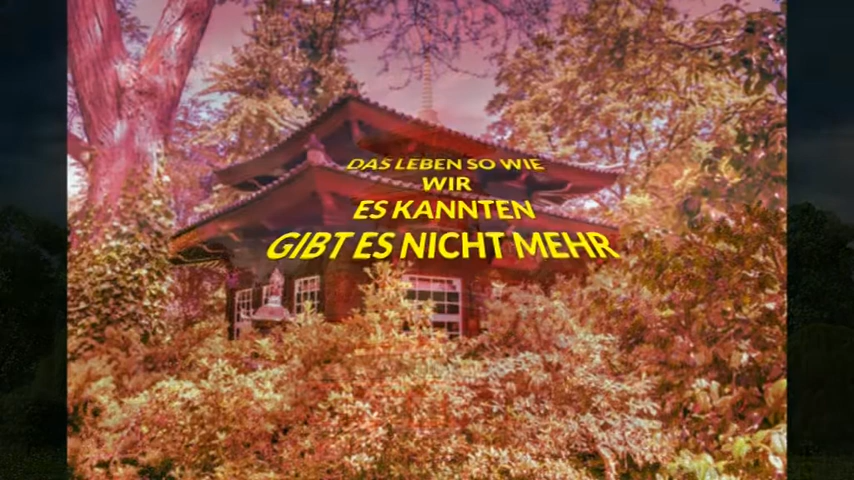 DAS LEBEN SO WIE
WIR
ES KANNTEN
GIBT ES NICHT MEHR